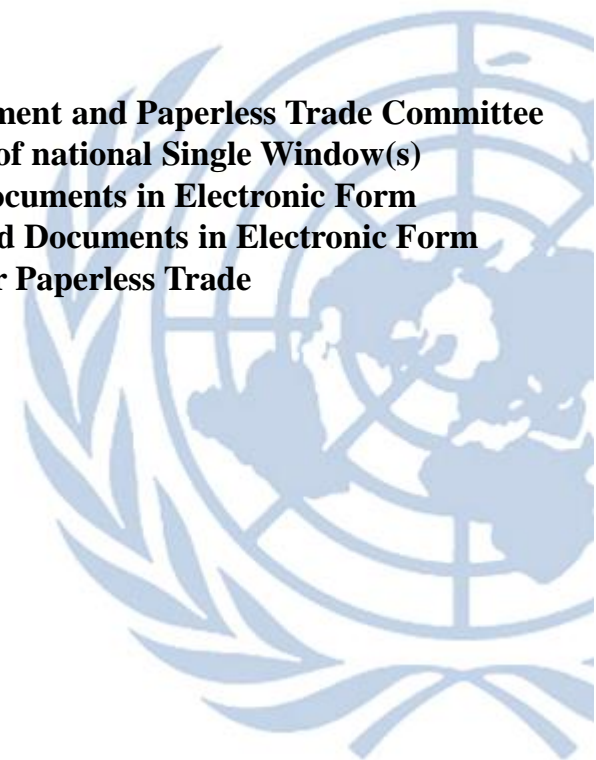 ment and Paperless Trade Committee
of national Single Window(s)
ocuments in Electronic Form
d Documents in Electronic Form
r Paperless Trade